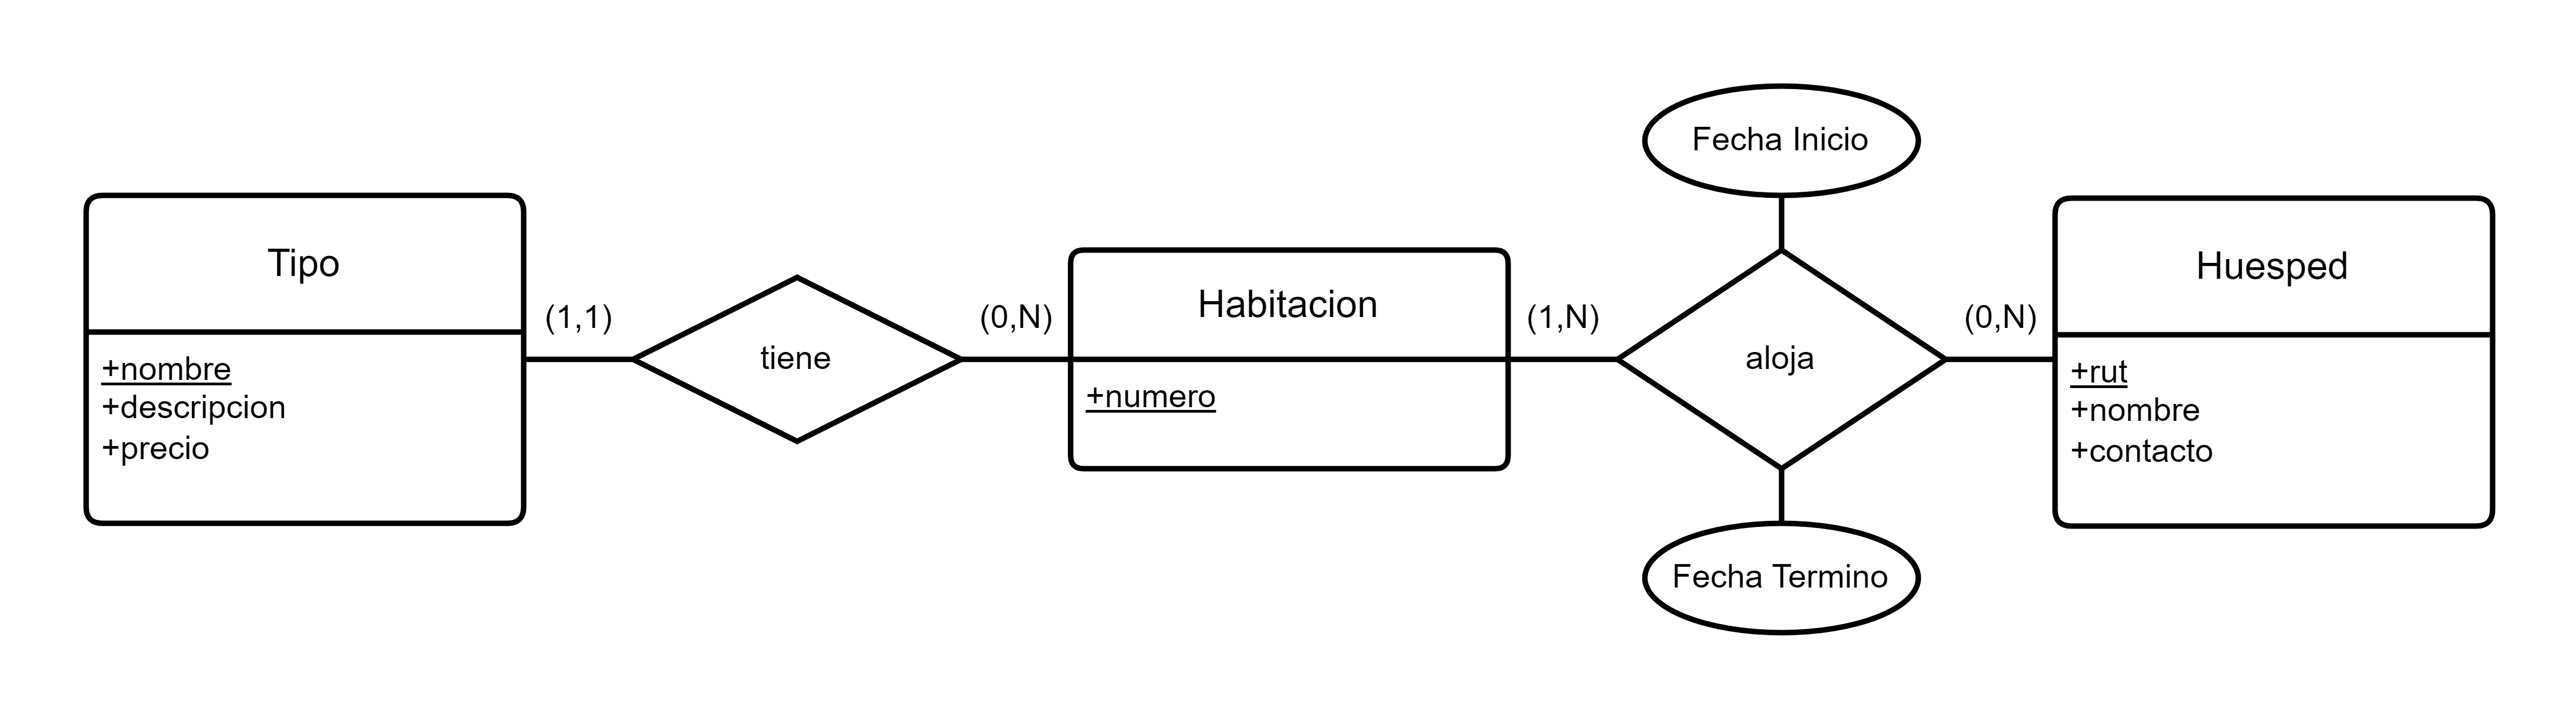 Tipo
+nombre
+descripcion
+precio
(1,1)
tiene
(0,N)
Habitacion
+numero
(1,N)
Fecha Inicio
aloja
Fecha Termino
(0,N)
Huesped
+rut
+nombre
+contacto